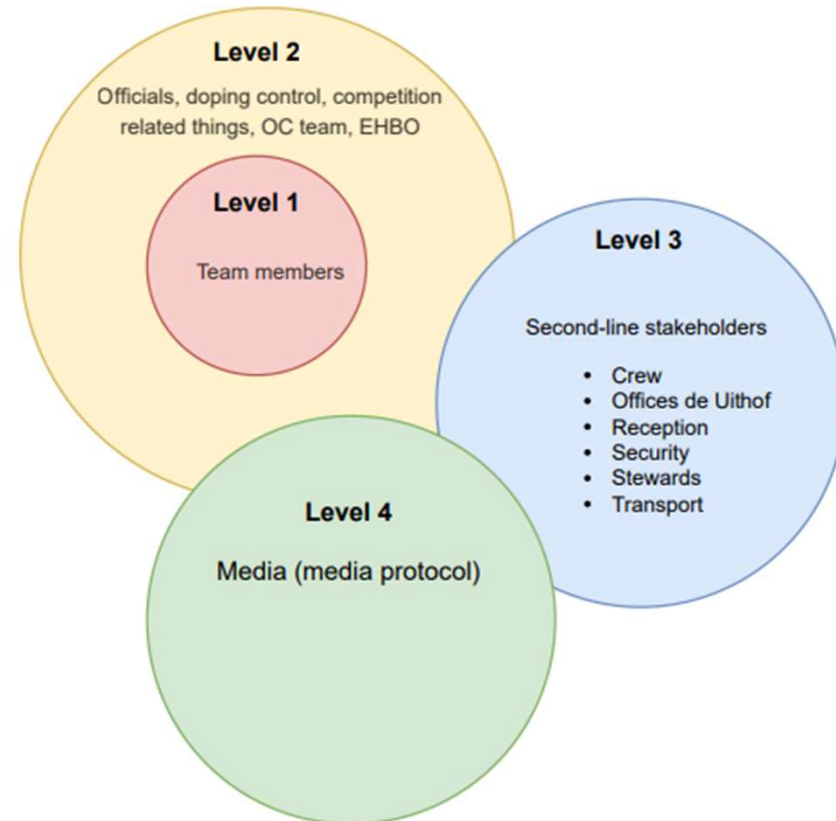 Level 2
Officials, doping control, competition
related things, OC team, EHBO
Level 1
Team members
Level 3
Second-line stakeholders
• Crew
• Offices de Uithof
• Reception
• Security
• Stewards
• Transport
Level 4
Media (media protocol)